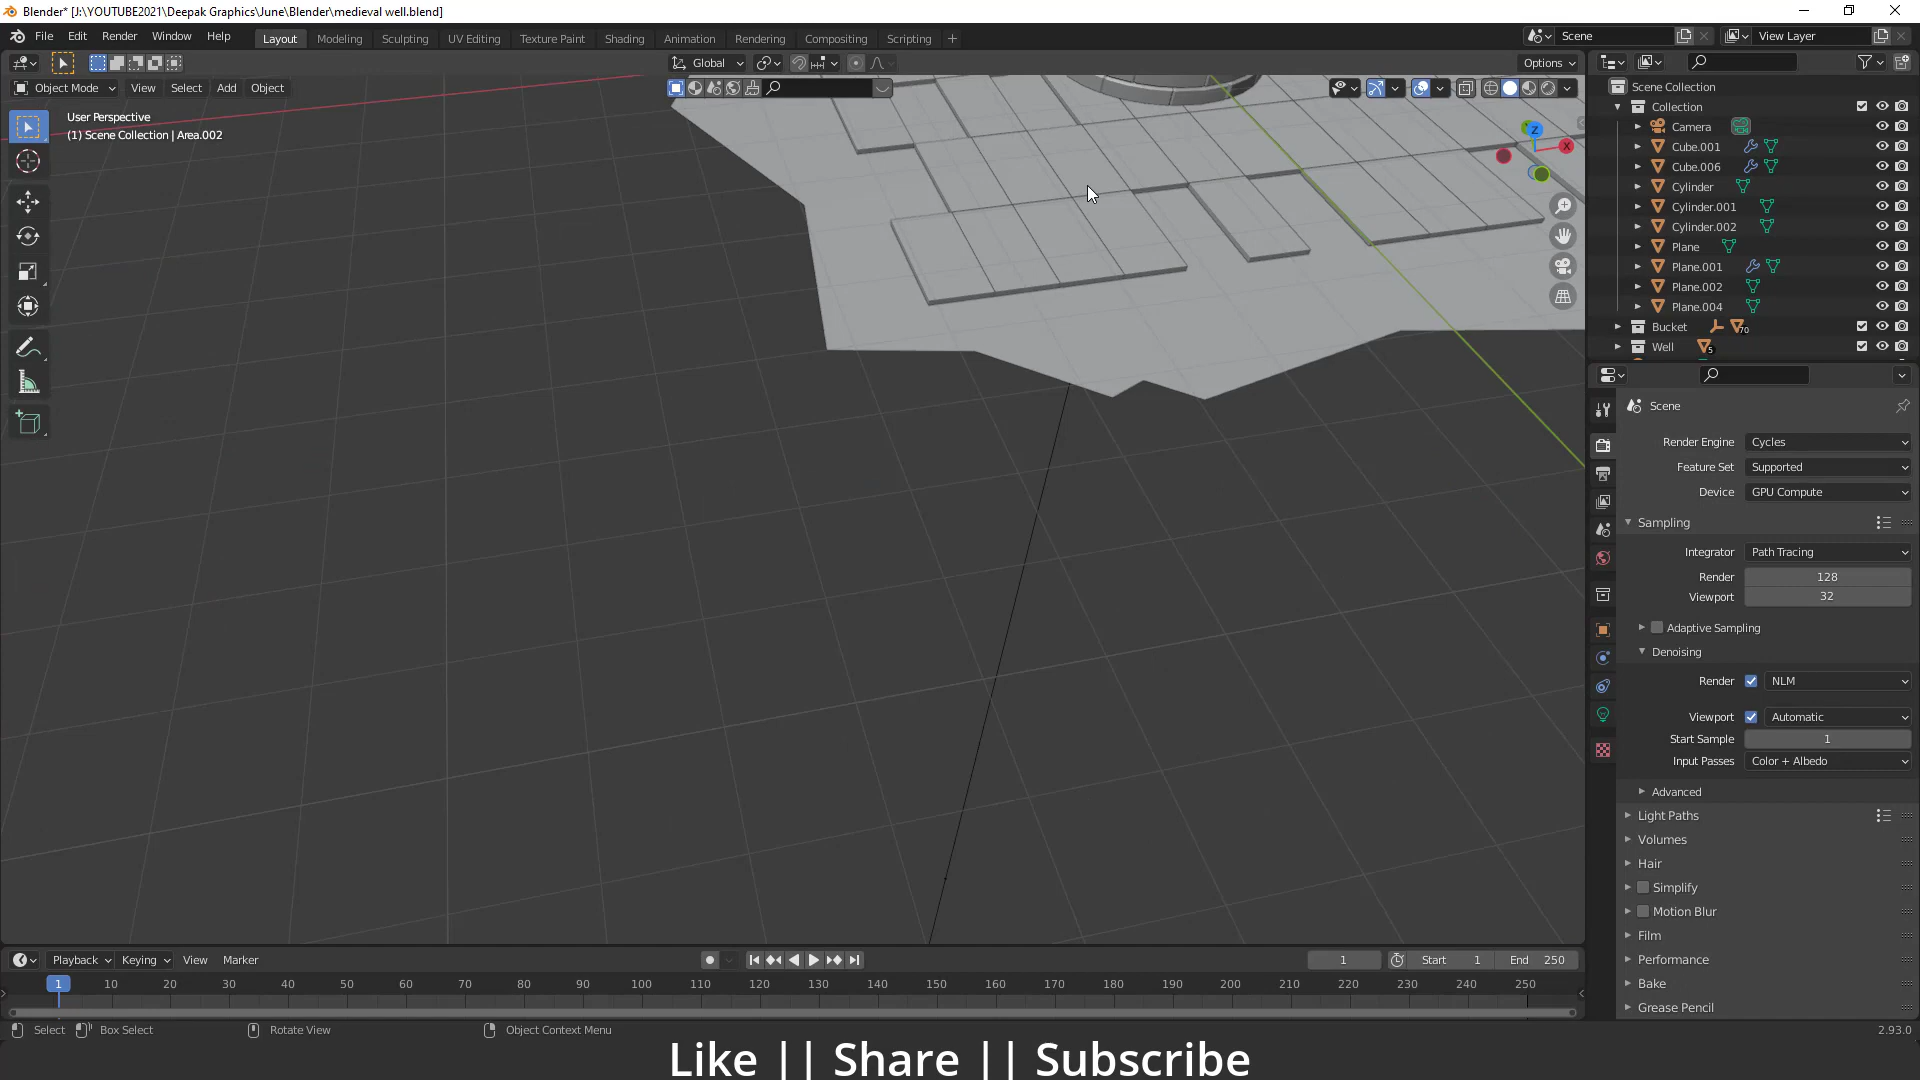 Blender* [J:\YOUTUBE2021\Deepak Graphics\June\Blender\medieval well.blend]
File Edit Render Window Help Layout Modeling Sculpting UV Editing Texture Paint Shading Animation Rendering Compositing Scripting + Scene View Layer
Global Options
Object Mode View Select Add Object
User Perspective
(1) Scene Collection | Area.002
Z
X
Scene Collection
Collection
Camera
Cube.001
Cube.006
Cylinder
Cylinder.001
Cylinder.002
Plane
Plane.001
Plane.002
Plane.004
Bucket 70
Well 5
Scene
Render Engine Cycles
Feature Set Supported
Device GPU Compute
Sampling
Integrator Path Tracing
Render 128
Viewport 32
Adaptive Sampling
Denoising
Render NLM
Viewport Automatic
Start Sample 1
Input Passes Color + Albedo
Advanced
Light Paths
Volumes
Hair
Simplify
Motion Blur
Film
Performance
Bake
Grease Pencil
Playback Keying View Marker 1 Start 1 End 250
1 10 20 30 40 50 60 70 80 90 100 110 120 130 140 150 160 170 180 190 200 210 220 230 240 250
Select Box Select Rotate View Object Context Menu 2.93.0
Like || Share || Subscribe